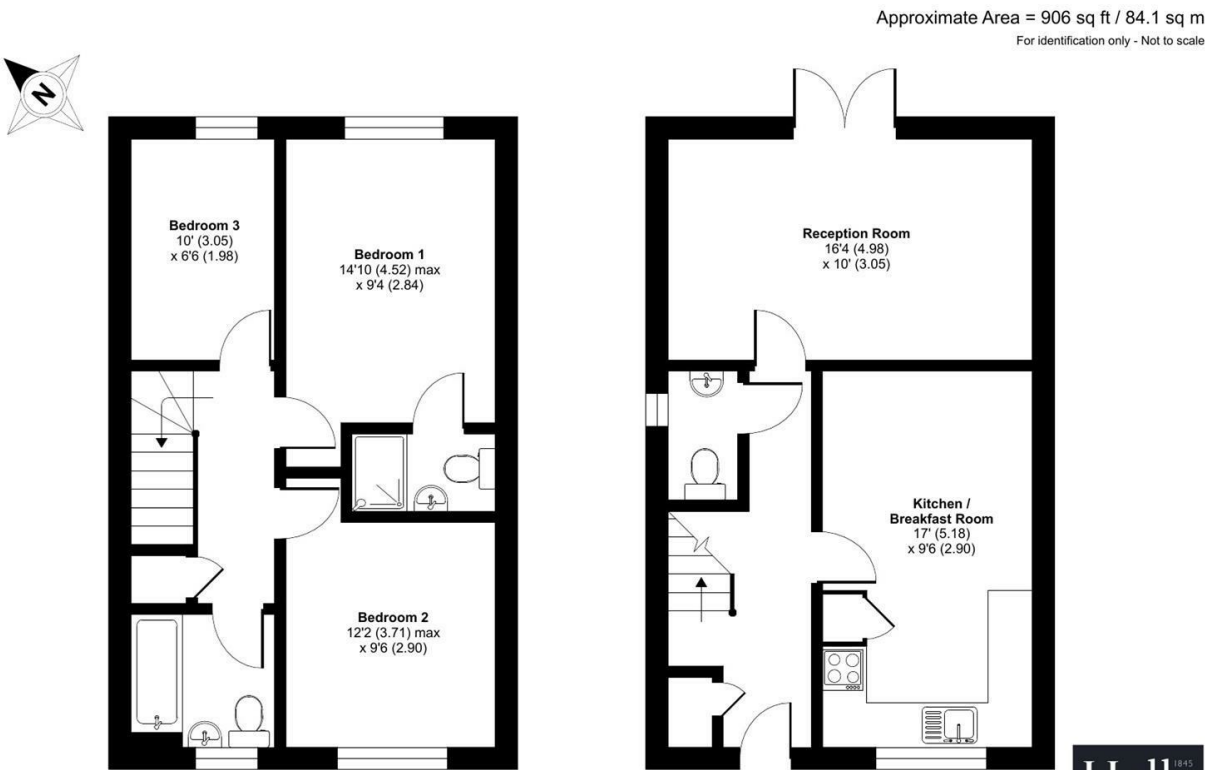 Approximate Area = 906 sq ft / 84.1 sq m
For identification only - Not to scale
N
Bedroom 3
10' (3.05)
x 6'6 (1.98)
Bedroom 1
14'10 (4.52) max
x 9'4 (2.84)
Reception Room
16'4 (4.98)
x 10' (3.05)
Kitchen /
Breakfast Room
17' (5.18)
x 9'6 (2.90)
Bedroom 2
12'2 (3.71) max
x 9'6 (2.90)
1845